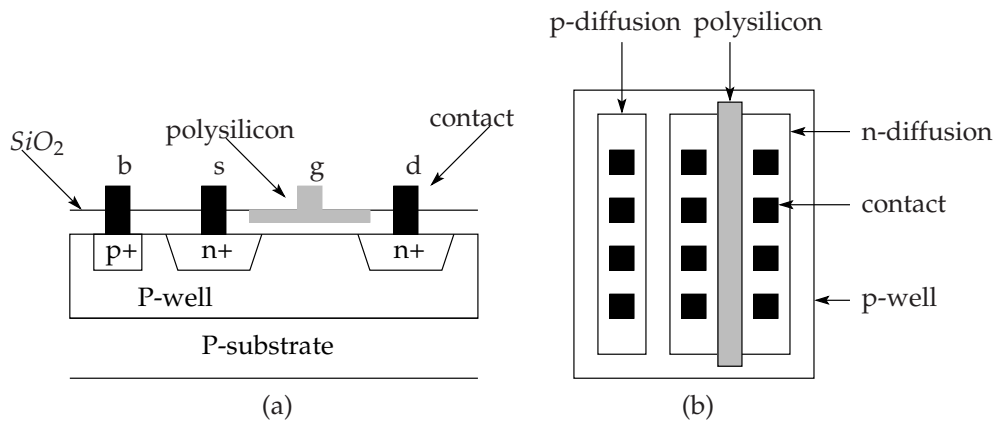 p-diffusion polysilicon
SiO₂
polysilicon
contact
b s g d
p+ n+ n+
P-well
P-substrate
(a)
n-diffusion
contact
p-well
(b)